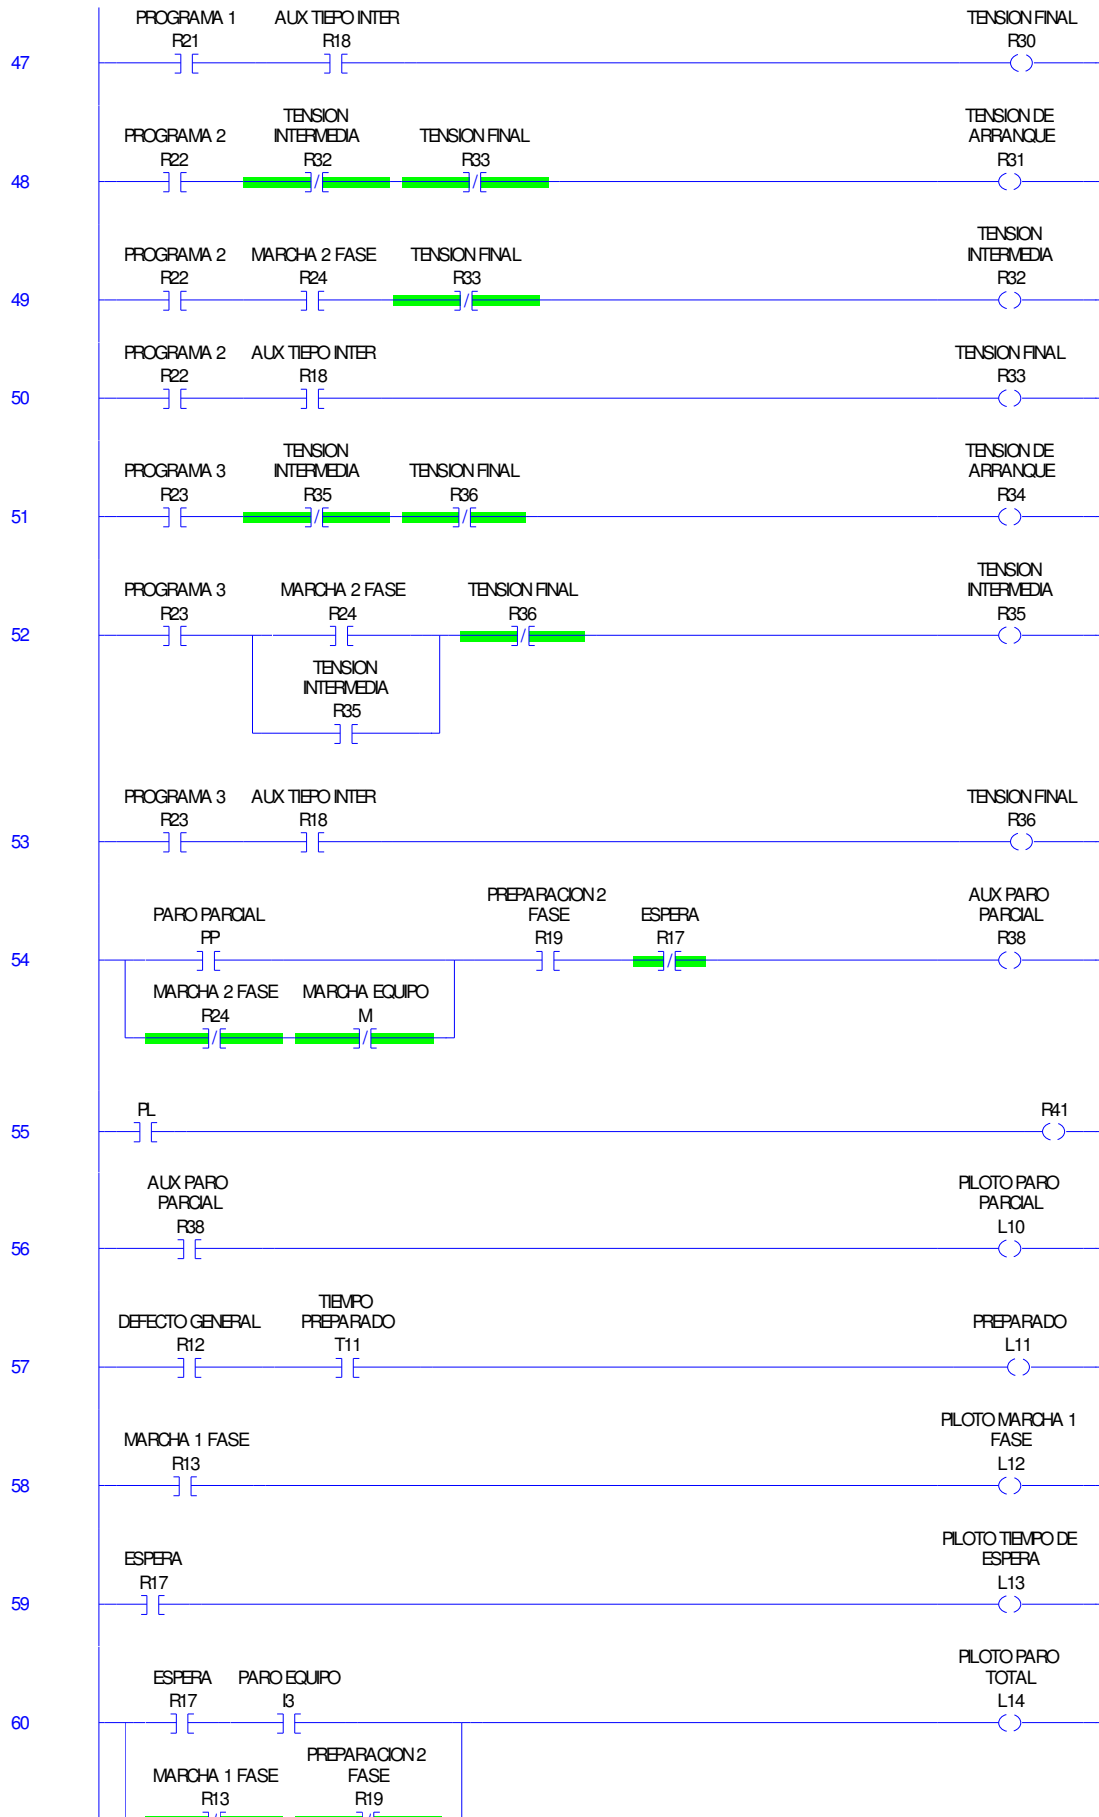 PROGRAMA 1 AUX TIEPO INTER TENSION FINAL
R21 R18 R30
47
TENSION TENSION DE
PROGRAMA 2 INTERMEDIA TENSION FINAL ARRANQUE
R22 R32 R33 R31
48
TENSION
PROGRAMA 2 MARCHA 2 FASE TENSION FINAL INTERMEDIA
R22 R24 R33 R32
49
PROGRAMA 2 AUX TIEPO INTER TENSION FINAL
R22 R18 R33
50
TENSION TENSION DE
PROGRAMA 3 INTERMEDIA TENSION FINAL ARRANQUE
R23 R35 R36 R34
51
TENSION
PROGRAMA 3 MARCHA 2 FASE TENSION FINAL INTERMEDIA
R23 R24 R36 R35
52
TENSION
INTERMEDIA
R35
PROGRAMA 3 AUX TIEPO INTER TENSION FINAL
R23 R18 R36
53
PREPARACION 2 AUX PARO
PARO PARCIAL FASE ESPERA PARCIAL
PP R19 R17 R38
54
MARCHA 2 FASE MARCHA EQUIPO
R24 M
PL R41
55
AUX PARO PILOTO PARO
PARCIAL PARCIAL
R38 L10
56
TIEMPO
DEFECTO GENERAL PREPARADO PREPARADO
R12 T11 L11
57
PILOTO MARCHA 1
MARCHA 1 FASE FASE
R13 L12
58
PILOTO TIEMPO DE
ESPERA ESPERA
R17 L13
59
PILOTO PARO
ESPERA PARO EQUIPO TOTAL
R17 I3 L14
60
PREPARACION 2
MARCHA 1 FASE FASE
R13 R19